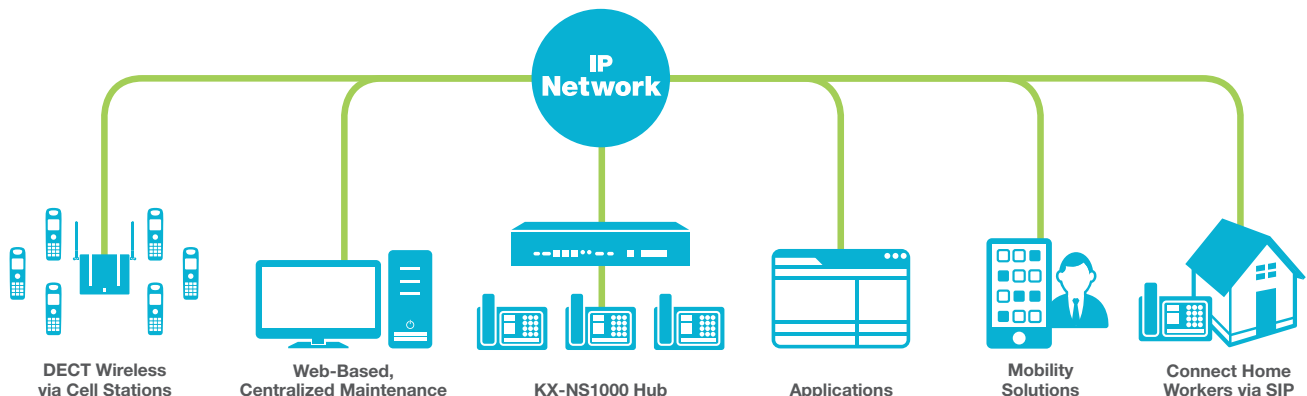 IP
Network
DECT Wireless
via Cell Stations
Web-Based,
Centralized Maintenance
KX-NS1000 Hub
Applications
Mobility
Solutions
Connect Home
Workers via SIP